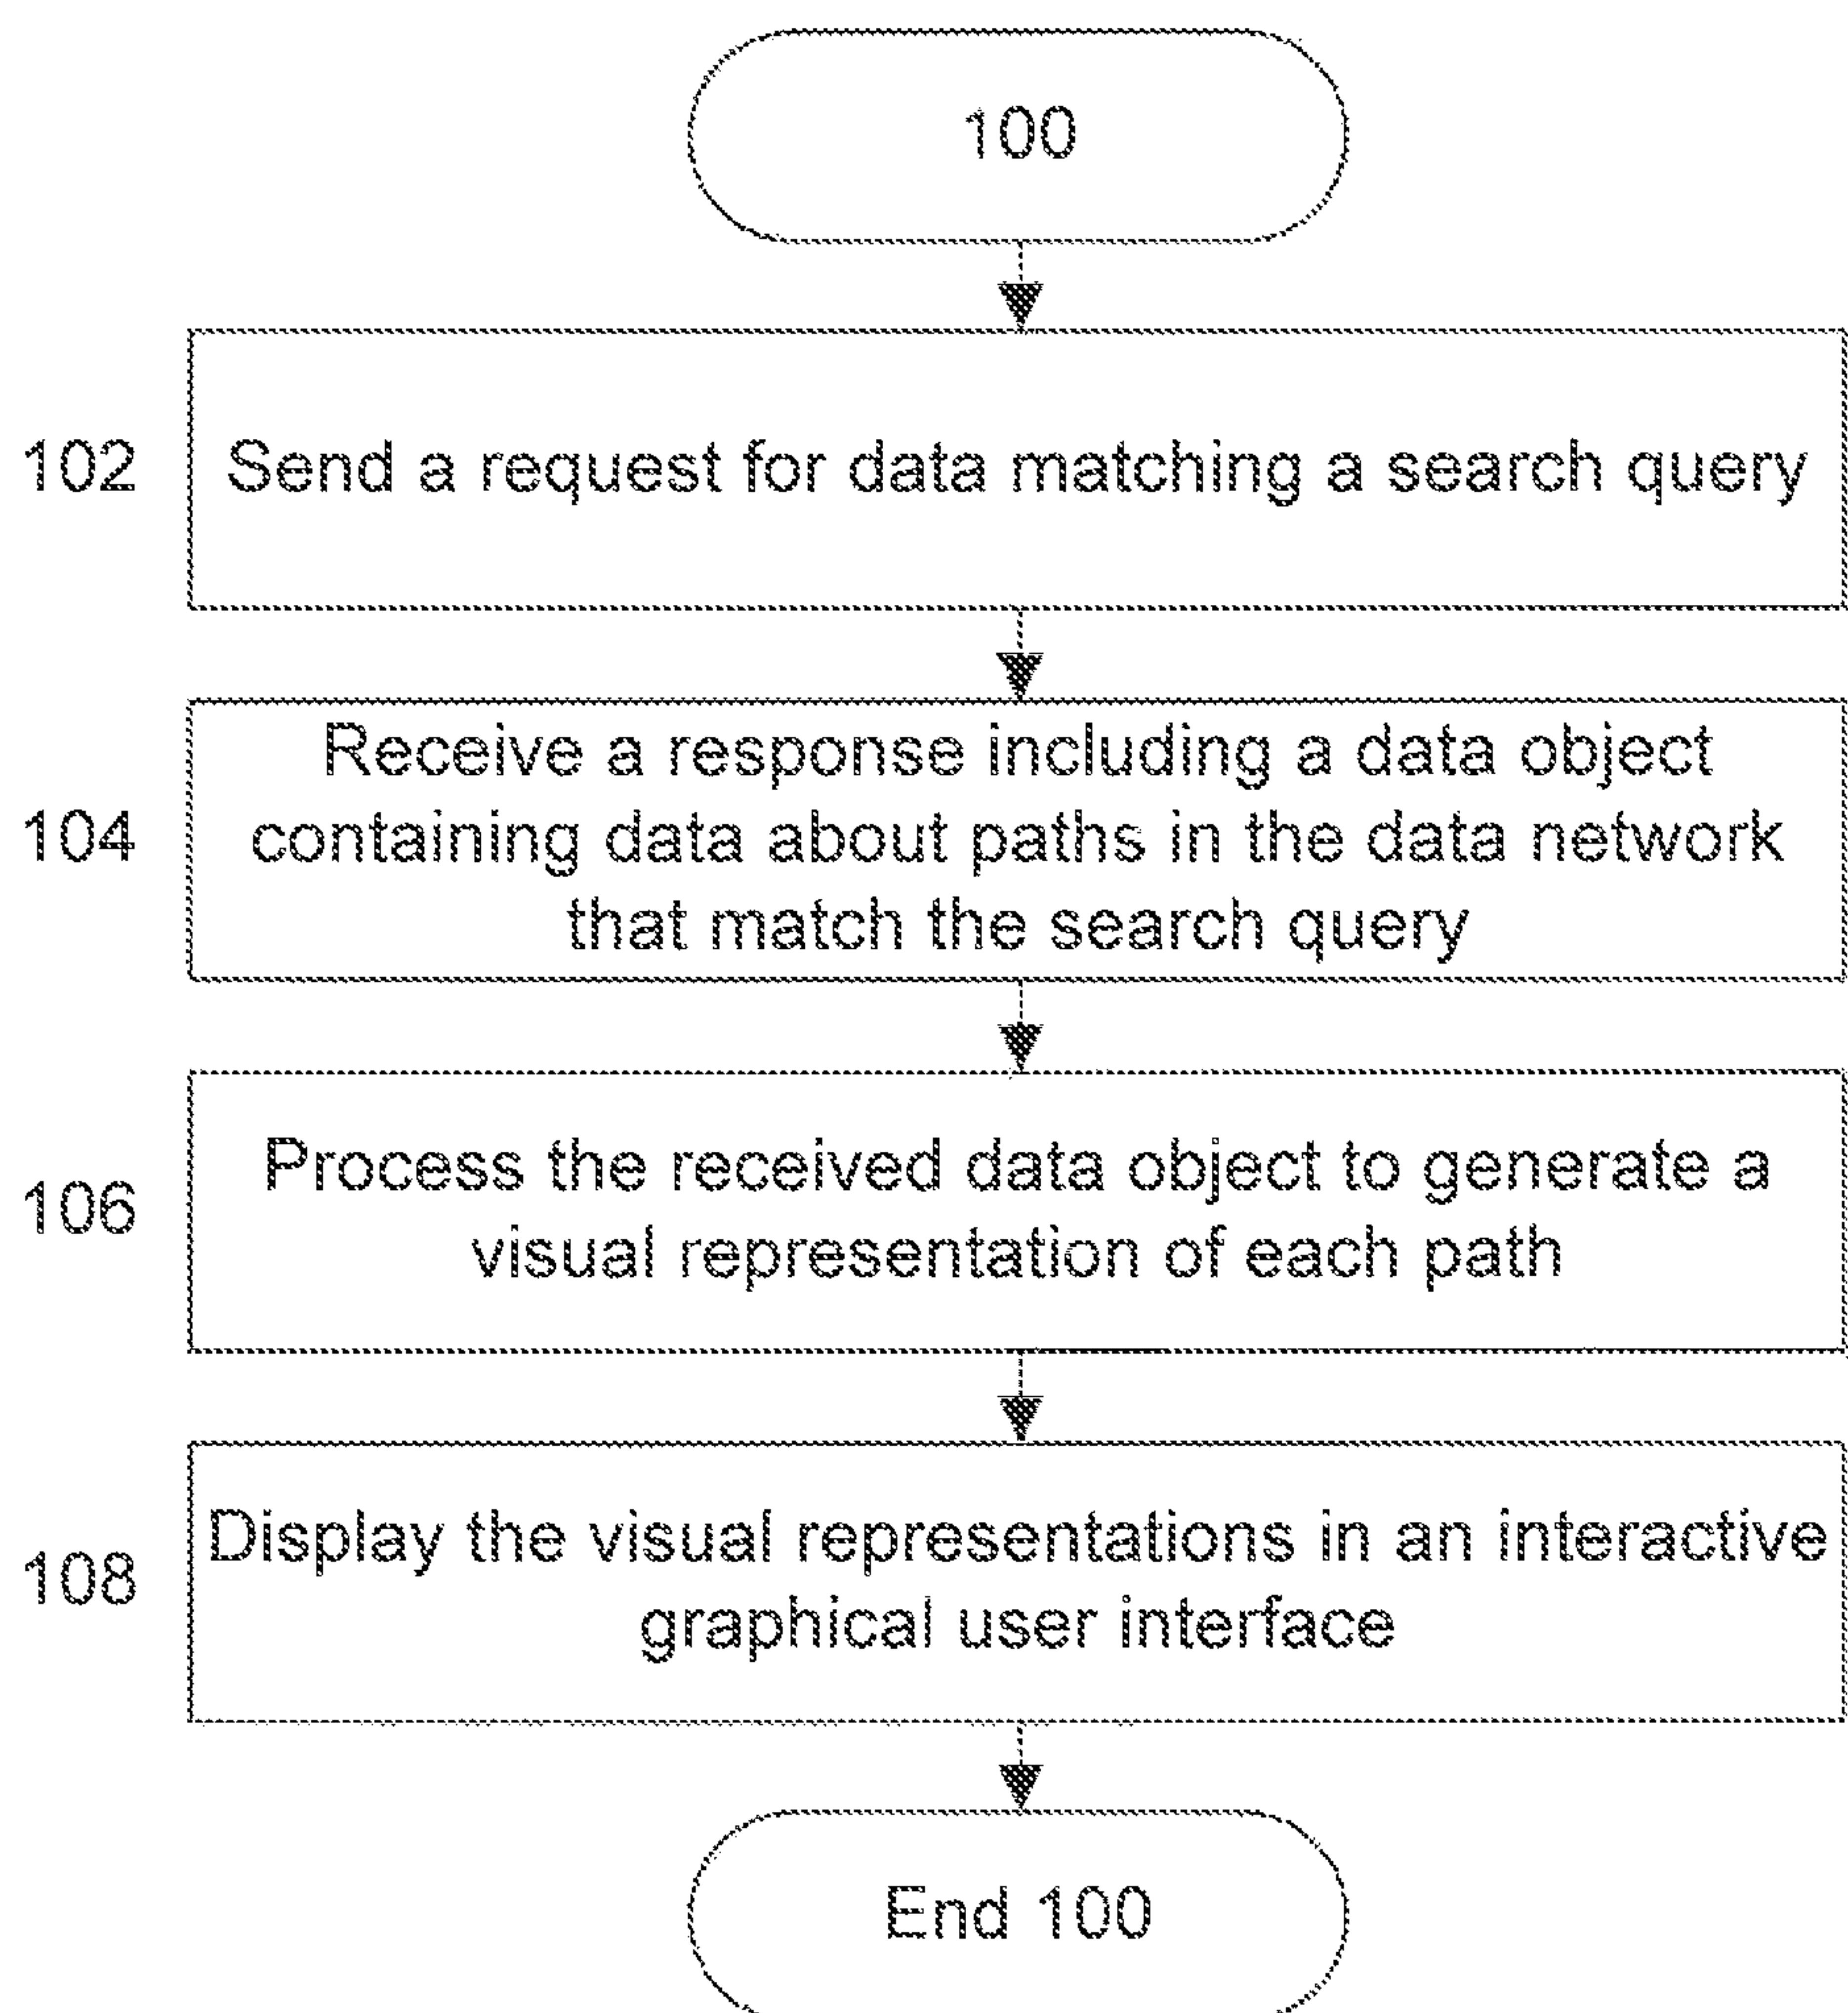 100
102
Send a request for data matching a search query
104
Receive a response including a data object
containing data about paths in the data network
that match the search query
106
Process the received data object to generate a
visual representation of each path
108
Display the visual representations in an interactive
graphical user interface
End 100